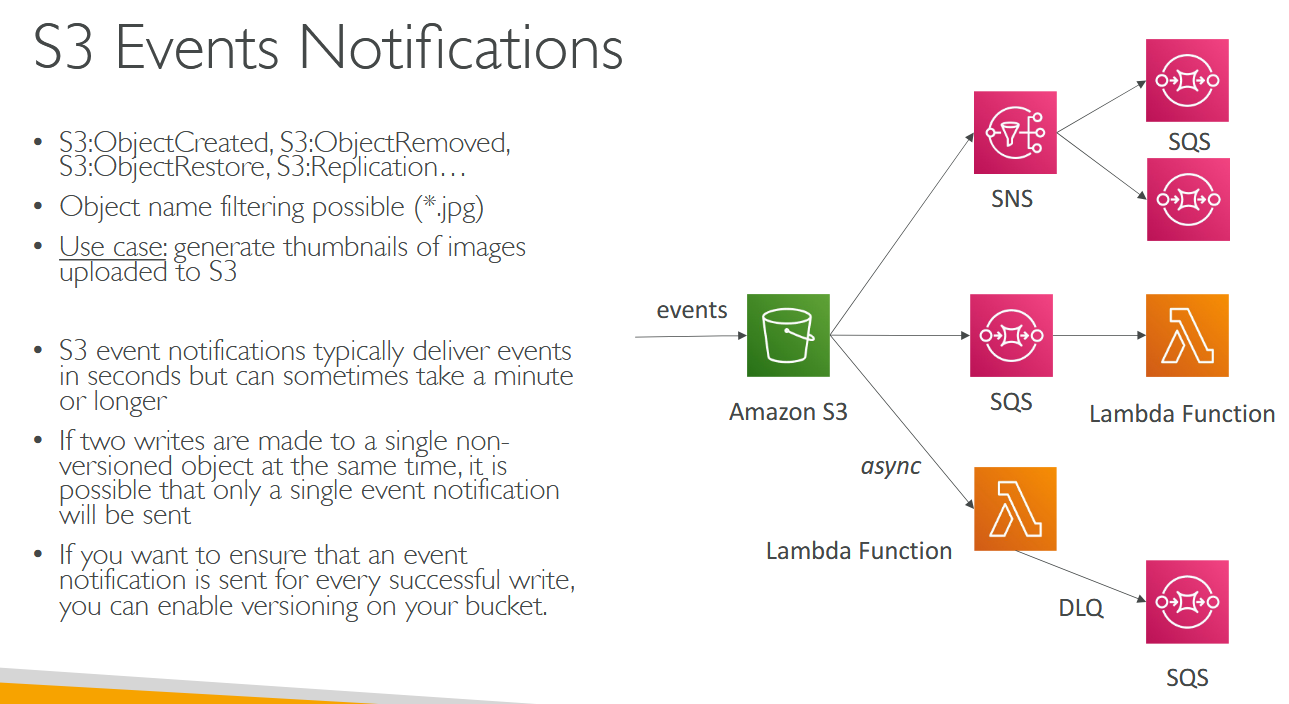 S3 Events Notifications
• S3:ObjectCreated, S3:ObjectRemoved,
S3:ObjectRestore, S3:Replication…
• Object name filtering possible (*.jpg)
• Use case: generate thumbnails of images
uploaded to S3
• S3 event notifications typically deliver events
in seconds but can sometimes take a minute
or longer
• If two writes are made to a single non-
versioned object at the same time, it is
possible that only a single event notification
will be sent
• If you want to ensure that an event
notification is sent for every successful write,
you can enable versioning on your bucket.
SQS
SNS
events
Amazon S3
SQS
Lambda Function
async
Lambda Function
DLQ
SQS